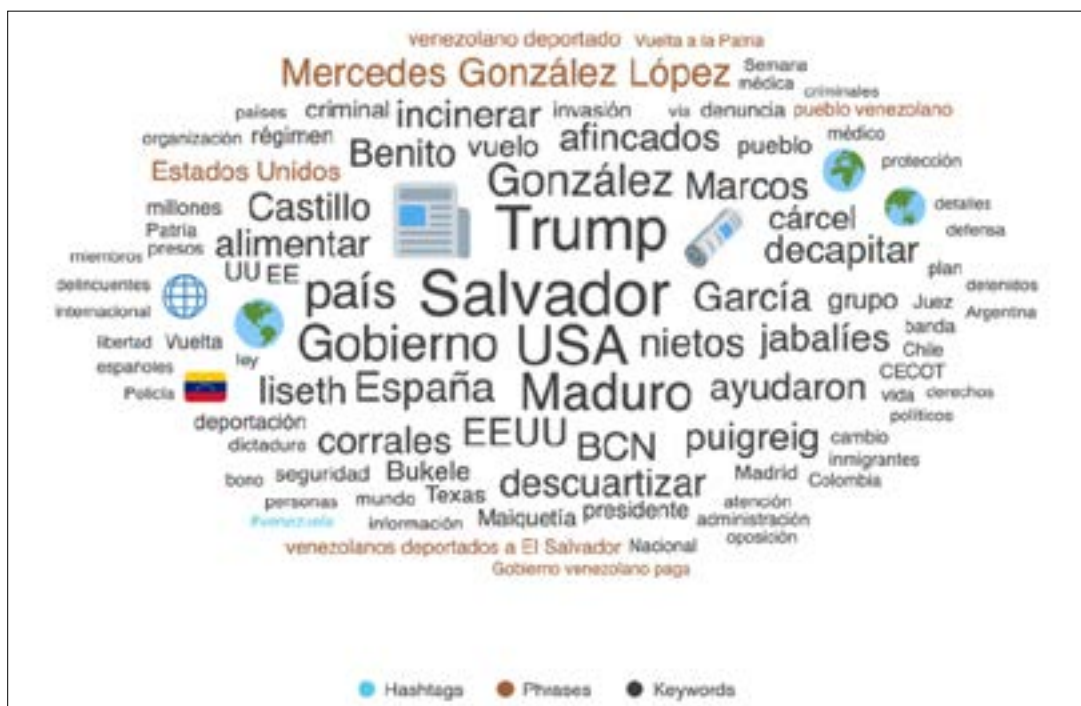 venezolano deportado Vuelta a la Patria
Mercedes González López Semana
médica
criminales
países criminal incinerar invasión vía denuncia pueblo venezolano
organización régimen Benito vuelo afincados pueblo médico
protección
Estados Unidos González Marcos
millones Castillo Trump cárcel detalles
Patria
miembros presos alimentar decapitar defensa
UU EE plan
delincuentes país Salvador García grupo Juez detenidos
internacional Argentina
libertad Vuelta Gobierno USA nietos jabalíes banda
Chile
españoles ley CECOT
Policía liseth España Maduro ayudaron vida derechos
políticos
deportación
dictadura corrales EEUU BCN puigreig cambio
inmigrantes
bono seguridad Bukele descuartizar Madrid Colombia
personas mundo Texas atención
#venezuela información Maiquetía presidente administración
oposición
venezolanos deportados a El Salvador Nacional
Gobierno venezolano paga
Hashtags Phrases Keywords